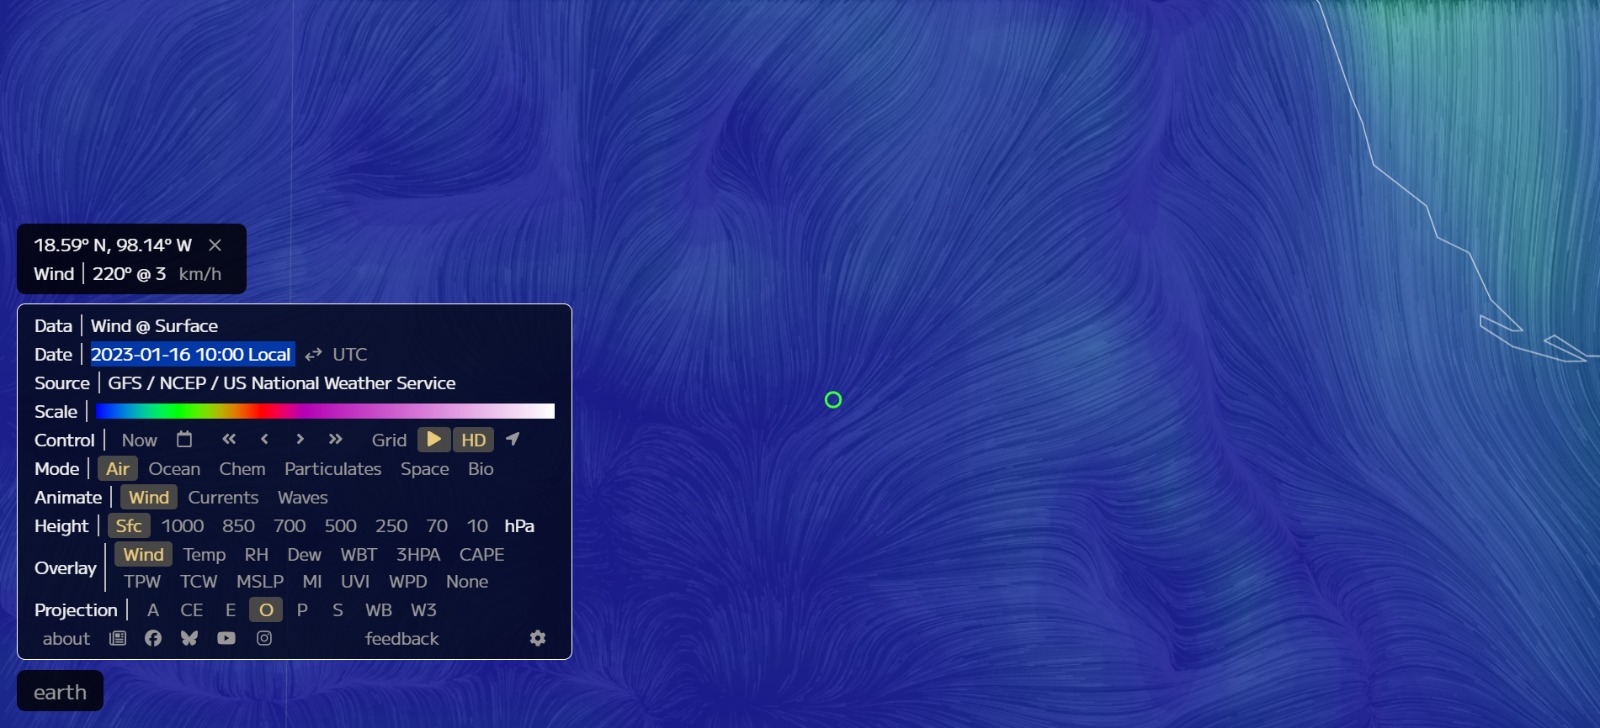 18.59° N, 98.14° W ×
Wind | 220° @ 3 km/h
Data | Wind @ Surface
Date | 2023-01-16 10:00 Local ⇄ UTC
Source | GFS / NCEP / US National Weather Service
Scale |
Control | Now « ‹ › » Grid HD
Mode | Air Ocean Chem Particulates Space Bio
Animate | Wind Currents Waves
Height | Sfc 1000 850 700 500 250 70 10 hPa
Overlay | Wind Temp RH Dew WBT 3HPA CAPE
TPW TCW MSLP MI UVI WPD None
Projection | A CE E O P S WB W3
about feedback
earth